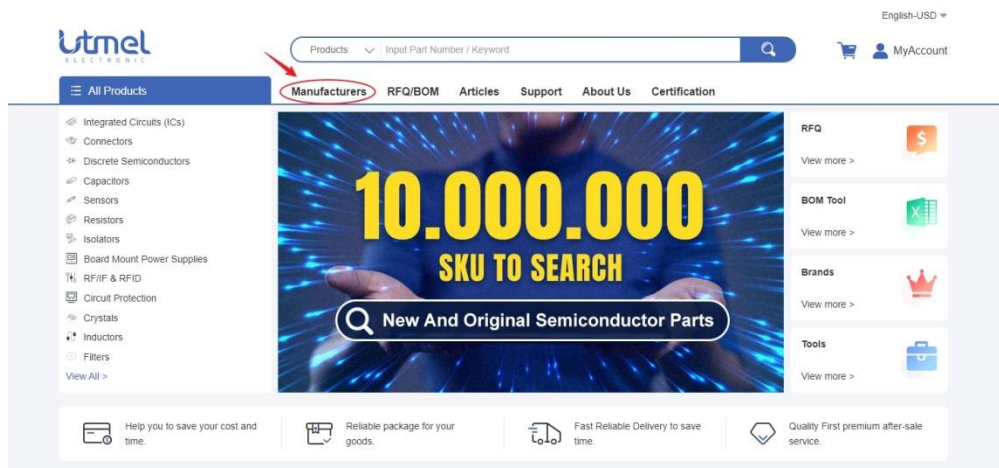 English-USD
Utmel
ELECTRONIC
Products
Input Part Number / Keyword
MyAccount
All Products
Manufacturers
RFQ/BOM
Articles
Support
About Us
Certification
Integrated Circuits (ICs)
Connectors
Discrete Semiconductors
Capacitors
Sensors
Resistors
Isolators
Board Mount Power Supplies
RF/IF & RFID
Circuit Protection
Crystals
Inductors
Filters
View All >
10.000.000
SKU TO SEARCH
New And Original Semiconductor Parts
RFQ
View more >
BOM Tool
View more >
Brands
View more >
Tools
View more >
Help you to save your cost and
time.
Reliable package for your
goods.
Fast Reliable Delivery to save
time.
Quality First premium after-sale
service.